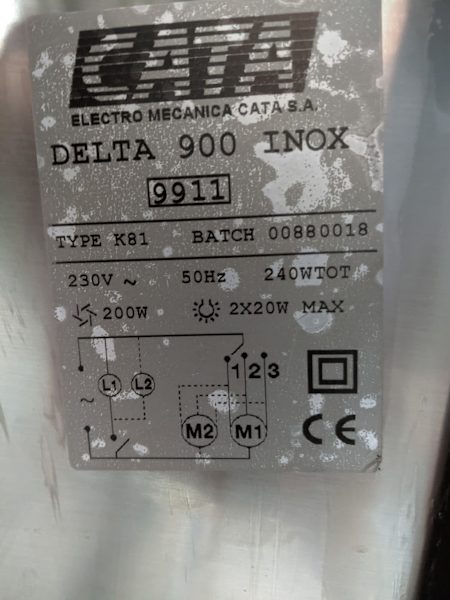 CATA
ELECTRO MECANICA CATA S.A.
DELTA 900 INOX
9911
TYPE K81 BATCH 00880018
230V ~ 50Hz 240WTOT
200W 2X20W MAX
1 2 3
L1 L2
~
M2 M1
CE